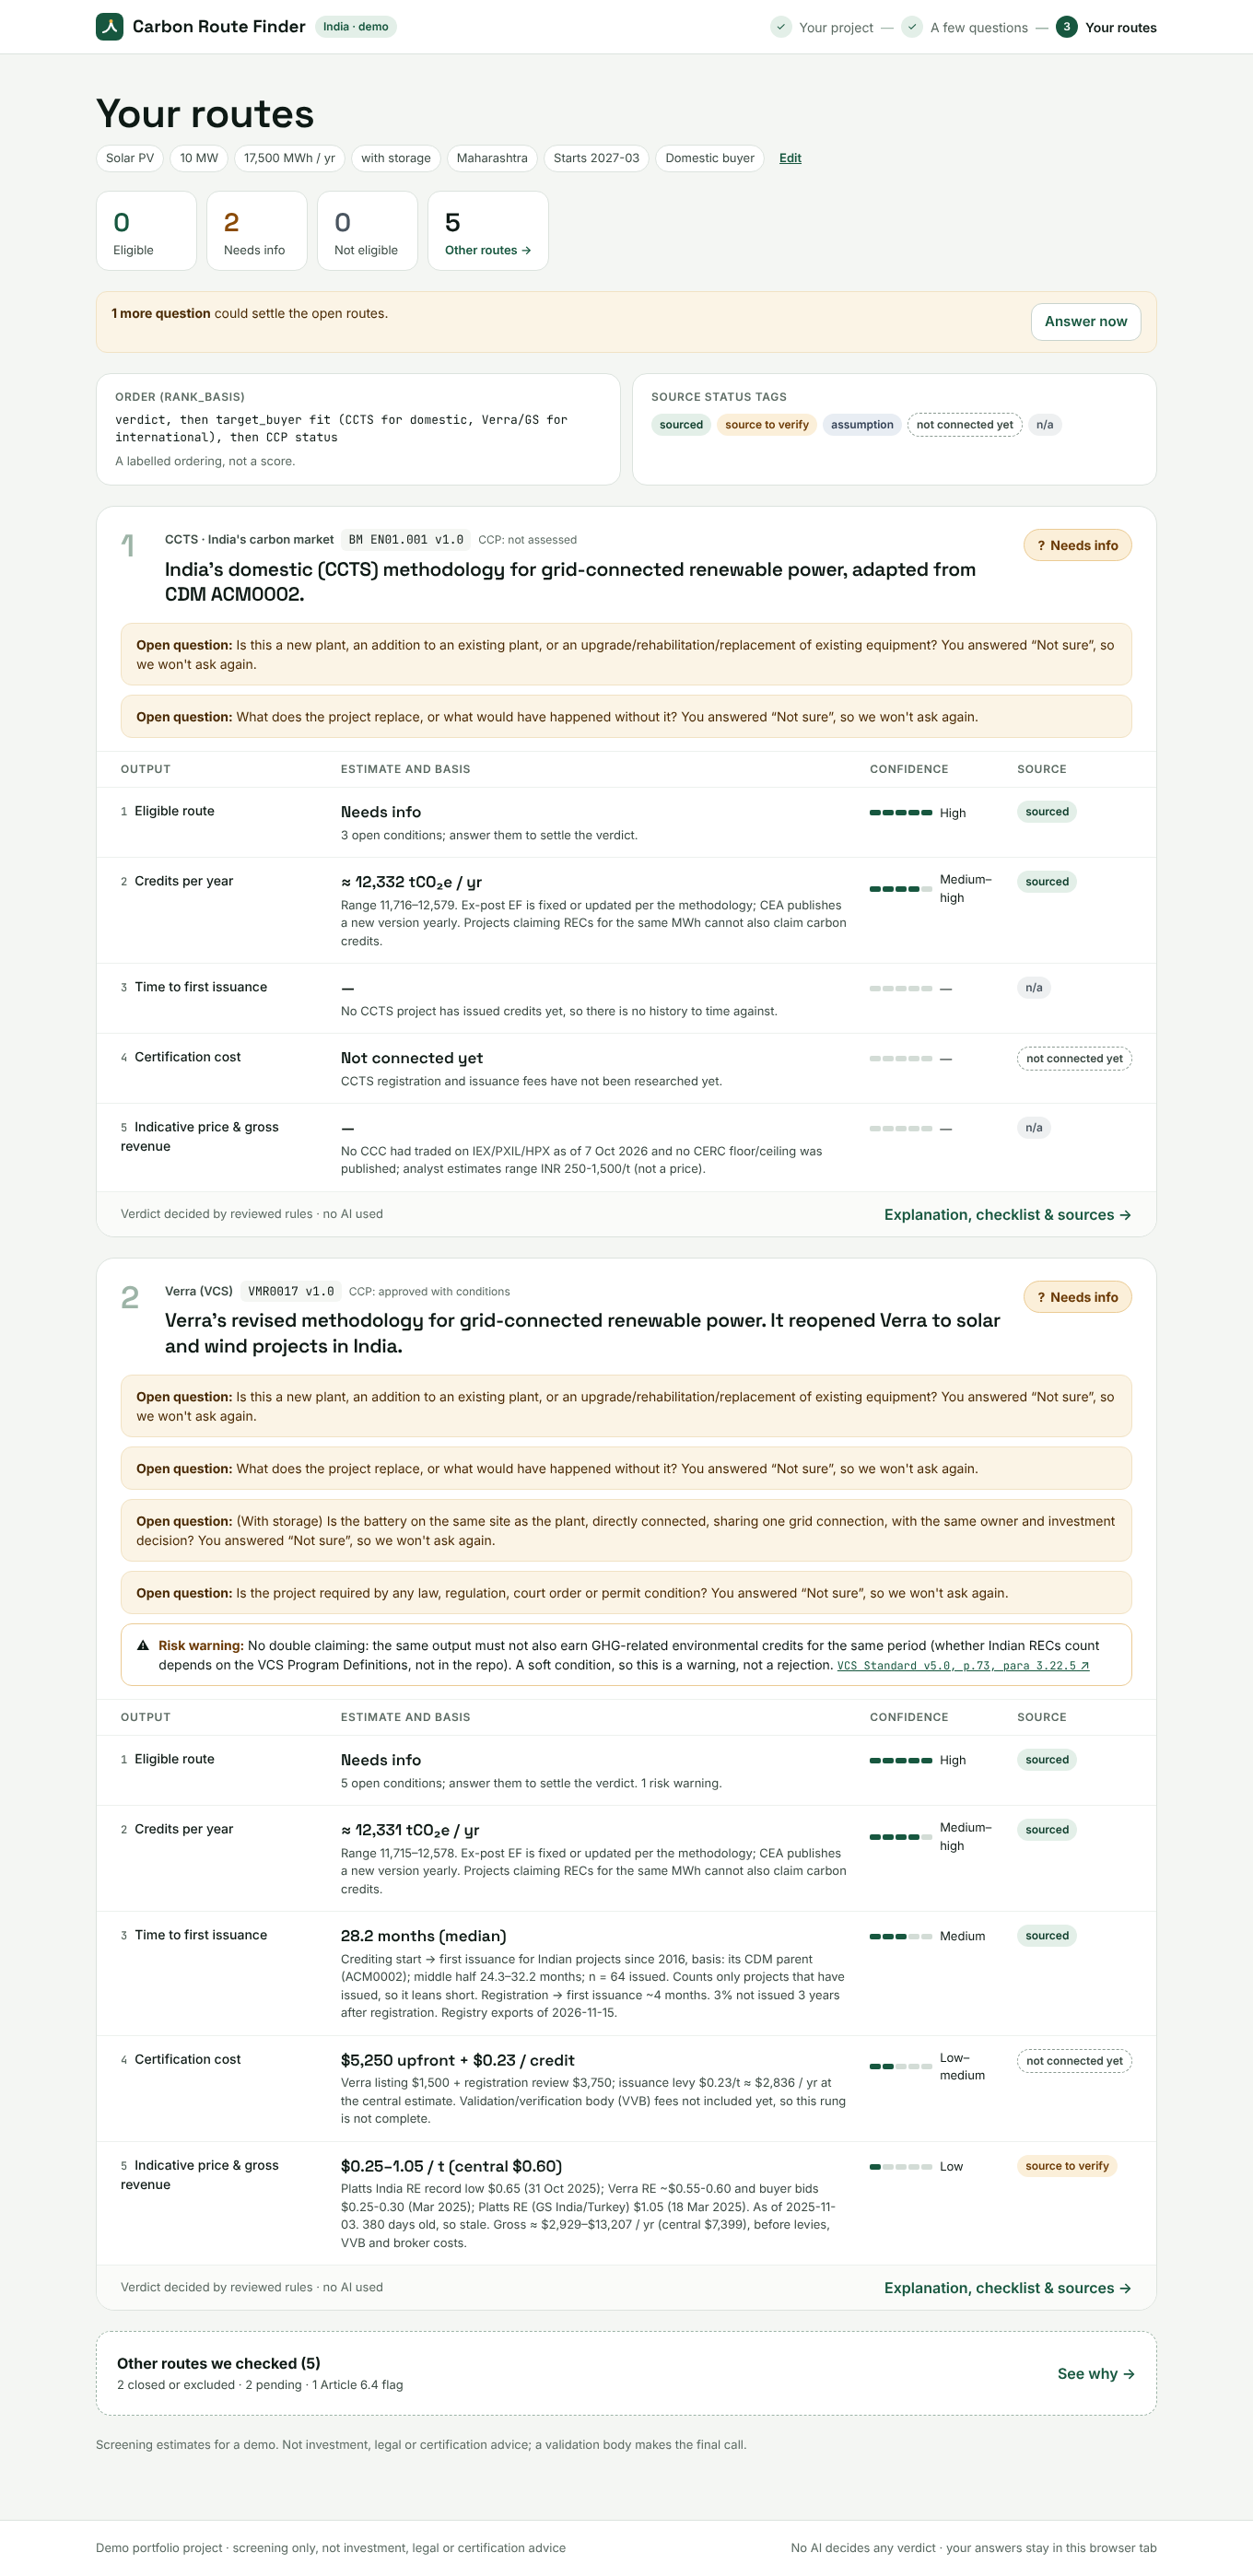 Carbon Route Finder India · demo
✓ Your project — ✓ A few questions — 3 Your routes
Your routes
Solar PV 10 MW 17,500 MWh / yr with storage Maharashtra Starts 2027-03 Domestic buyer Edit
0 2 0 5
Eligible Needs info Not eligible Other routes →
1 more question could settle the open routes.
Answer now
ORDER (RANK_BASIS)
verdict, then target_buyer fit (CCTS for domestic, Verra/GS for
international), then CCP status
A labelled ordering, not a score.
SOURCE STATUS TAGS
sourced source to verify assumption not connected yet n/a
1 CCTS · India's carbon market BM EN01.001 v1.0 CCP: not assessed
? Needs info
India's domestic (CCTS) methodology for grid-connected renewable power, adapted from
CDM ACM0002.
Open question: Is this a new plant, an addition to an existing plant, or an upgrade/rehabilitation/replacement of existing equipment? You answered “Not sure”, so
we won't ask again.
Open question: What does the project replace, or what would have happened without it? You answered “Not sure”, so we won't ask again.
OUTPUT ESTIMATE AND BASIS CONFIDENCE SOURCE
1 Eligible route Needs info High sourced
3 open conditions; answer them to settle the verdict.
2 Credits per year ≈ 12,332 tCO₂e / yr Medium–high sourced
Range 11,716–12,579. Ex-post EF is fixed or updated per the methodology; CEA publishes
a new version yearly. Projects claiming RECs for the same MWh cannot also claim carbon
credits.
3 Time to first issuance — — n/a
No CCTS project has issued credits yet, so there is no history to time against.
4 Certification cost Not connected yet — not connected yet
CCTS registration and issuance fees have not been researched yet.
5 Indicative price & gross revenue — — n/a
No CCC had traded on IEX/PXIL/HPX as of 7 Oct 2026 and no CERC floor/ceiling was
published; analyst estimates range INR 250-1,500/t (not a price).
Verdict decided by reviewed rules · no AI used Explanation, checklist & sources →
2 Verra (VCS) VMR0017 v1.0 CCP: approved with conditions
? Needs info
Verra's revised methodology for grid-connected renewable power. It reopened Verra to solar
and wind projects in India.
Open question: Is this a new plant, an addition to an existing plant, or an upgrade/rehabilitation/replacement of existing equipment? You answered “Not sure”, so
we won't ask again.
Open question: What does the project replace, or what would have happened without it? You answered “Not sure”, so we won't ask again.
Open question: (With storage) Is the battery on the same site as the plant, directly connected, sharing one grid connection, with the same owner and investment
decision? You answered “Not sure”, so we won't ask again.
Open question: Is the project required by any law, regulation, court order or permit condition? You answered “Not sure”, so we won't ask again.
⚠ Risk warning: No double claiming: the same output must not also earn GHG-related environmental credits for the same period (whether Indian RECs count
depends on the VCS Program Definitions, not in the repo). A soft condition, so this is a warning, not a rejection. VCS Standard v5.0, p.73, para 3.22.5 ↗
OUTPUT ESTIMATE AND BASIS CONFIDENCE SOURCE
1 Eligible route Needs info High sourced
5 open conditions; answer them to settle the verdict. 1 risk warning.
2 Credits per year ≈ 12,331 tCO₂e / yr Medium–high sourced
Range 11,715–12,578. Ex-post EF is fixed or updated per the methodology; CEA publishes
a new version yearly. Projects claiming RECs for the same MWh cannot also claim carbon
credits.
3 Time to first issuance 28.2 months (median) Medium sourced
Crediting start → first issuance for Indian projects since 2016, basis: its CDM parent
(ACM0002); middle half 24.3–32.2 months; n = 64 issued. Counts only projects that have
issued, so it leans short. Registration → first issuance ~4 months. 3% not issued 3 years
after registration. Registry exports of 2026-11-15.
4 Certification cost $5,250 upfront + $0.23 / credit Low–medium not connected yet
Verra listing $1,500 + registration review $3,750; issuance levy $0.23/t ≈ $2,836 / yr at
the central estimate. Validation/verification body (VVB) fees not included yet, so this rung
is not complete.
5 Indicative price & gross revenue $0.25–1.05 / t (central $0.60) Low source to verify
Platts India RE record low $0.65 (31 Oct 2025); Verra RE ~$0.55-0.60 and buyer bids
$0.25-0.30 (Mar 2025); Platts RE (GS India/Turkey) $1.05 (18 Mar 2025). As of 2025-11-
03. 380 days old, so stale. Gross ≈ $2,929–$13,207 / yr (central $7,399), before levies,
VVB and broker costs.
Verdict decided by reviewed rules · no AI used Explanation, checklist & sources →
Other routes we checked (5)
2 closed or excluded · 2 pending · 1 Article 6.4 flag
See why →
Screening estimates for a demo. Not investment, legal or certification advice; a validation body makes the final call.
Demo portfolio project · screening only, not investment, legal or certification advice
No AI decides any verdict · your answers stay in this browser tab